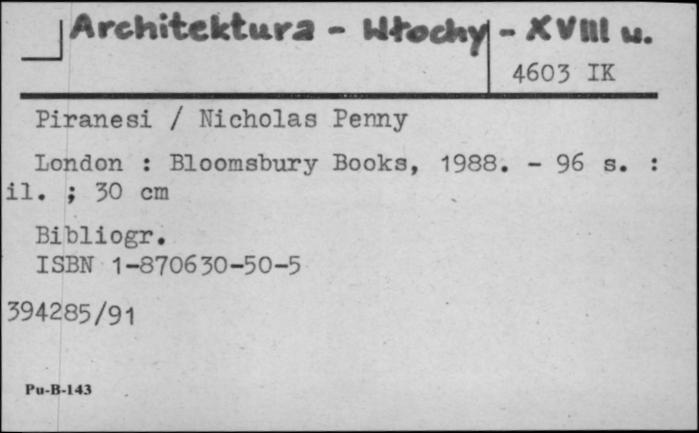 Architektura - Włochy - XVIII w.
4603 IK
Piranesi / Nicholas Penny
London : Bloomsbury Books, 1988. - 96 s. :
il. ; 30 cm
Bibliogr.
ISBN 1-870630-50-5
394285/91
Pu-B-143